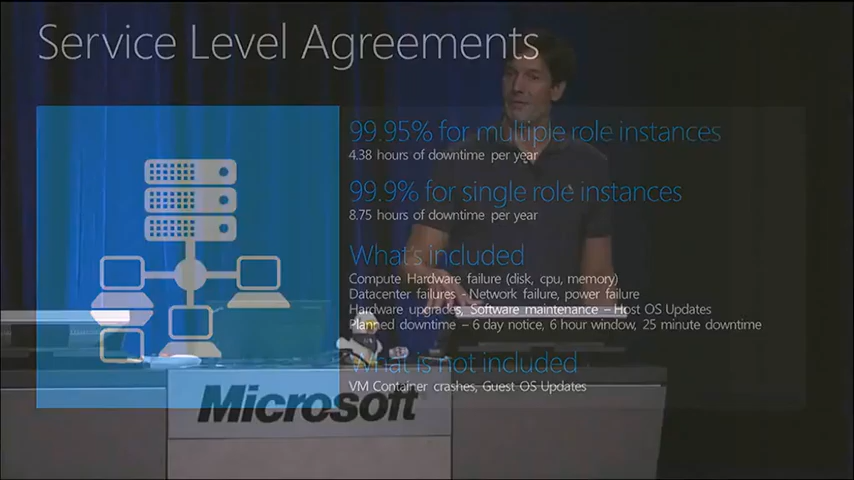 Service Level Agreements
99.95% for multiple role instances
4.38 hours of downtime per year
99.9% for single role instances
8.75 hours of downtime per year
What's included
Compute Hardware failure (disk, cpu, memory)
Datacenter failures - Network failure, power failure
Hardware upgrades, Software maintenance – Host OS Updates
Planned downtime – 6 day notice, 6 hour window, 25 minute downtime
What is not included
VM Container crashes, Guest OS Updates
Microsoft